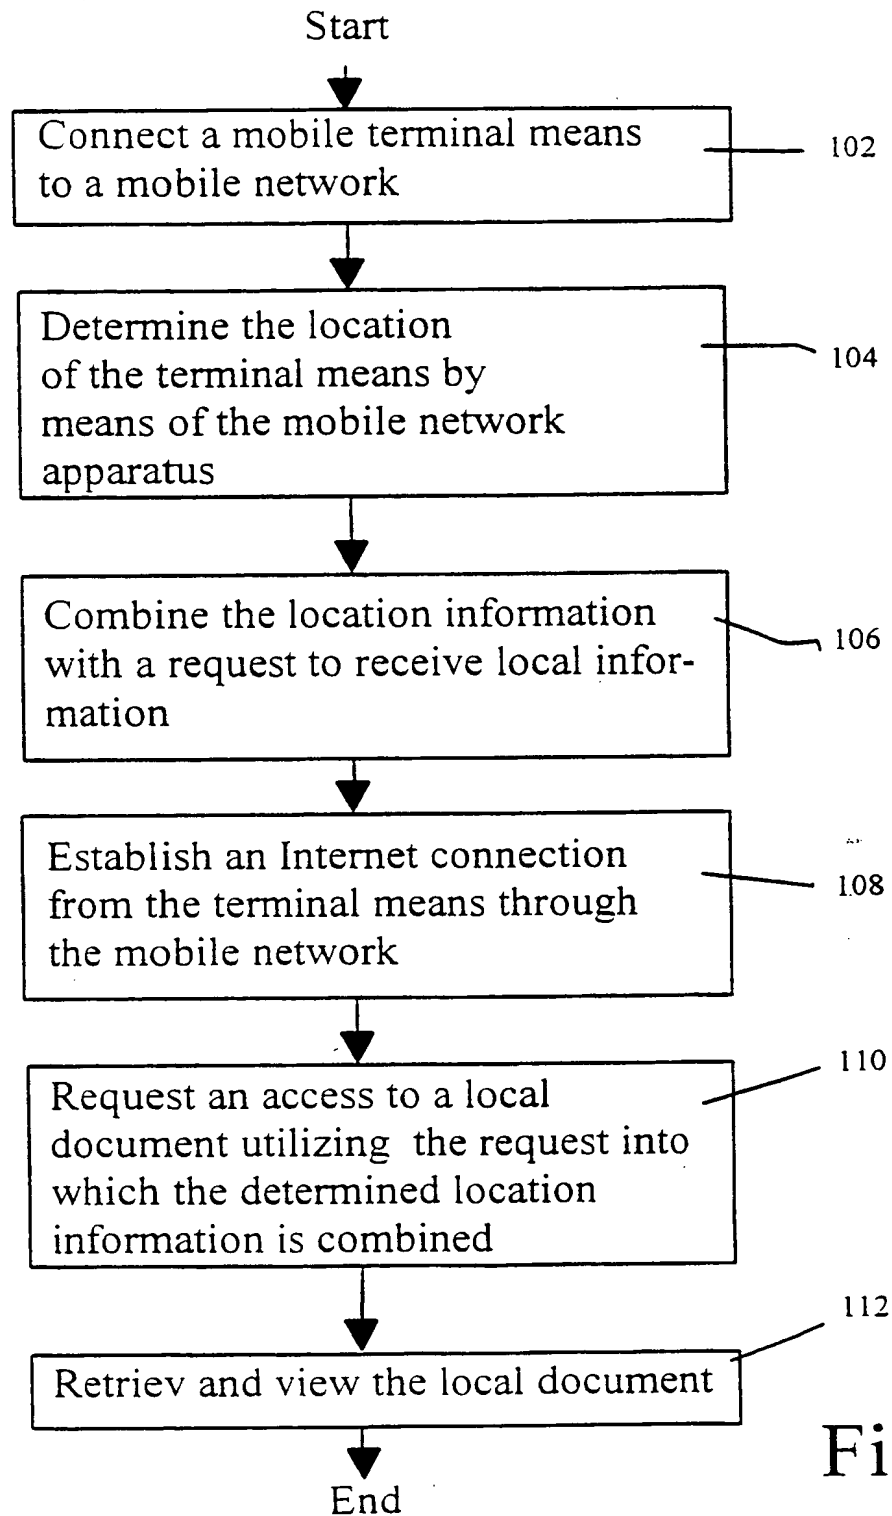 Start
Connect a mobile terminal means
to a mobile network
102
Determine the location
of the terminal means by
means of the mobile network
apparatus
104
Combine the location information
with a request to receive local infor-
mation
106
Establish an Internet connection
from the terminal means through
the mobile network
108
Request an access to a local
document utilizing the request into
which the determined location
information is combined
110
Retriev and view the local document
112
End
Fi